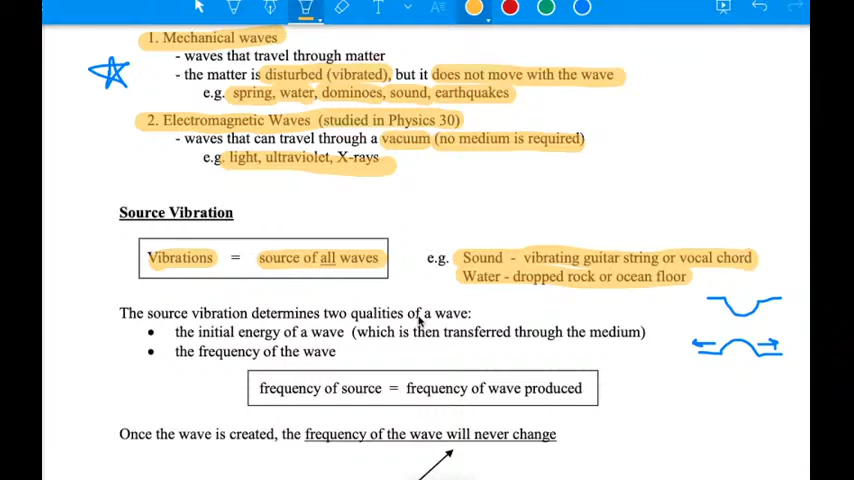 1. Mechanical waves
- waves that travel through matter
- the matter is disturbed (vibrated), but it does not move with the wave
e.g. spring, water, dominoes, sound, earthquakes
2. Electromagnetic Waves (studied in Physics 30)
- waves that can travel through a vacuum (no medium is required)
e.g. light, ultraviolet, X-rays
Source Vibration
Vibrations = source of all waves e.g. Sound - vibrating guitar string or vocal chord
Water - dropped rock or ocean floor
The source vibration determines two qualities of a wave:
• the initial energy of a wave (which is then transferred through the medium)
• the frequency of the wave
frequency of source = frequency of wave produced
Once the wave is created, the frequency of the wave will never change